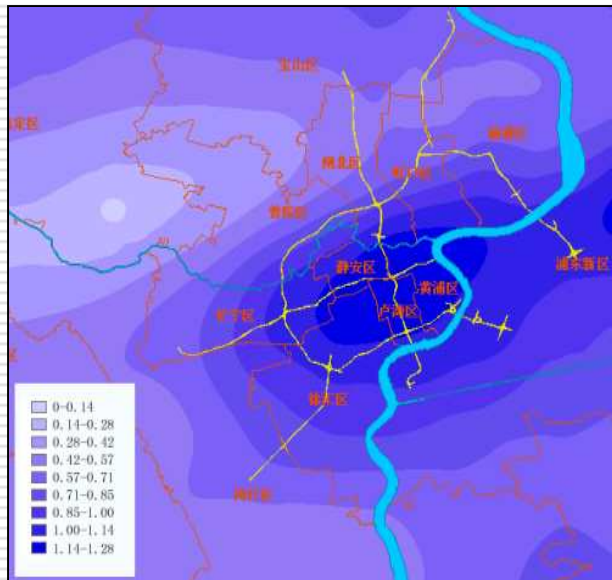 宝山区
杨浦区
闸北区
虹口区
普陀区
静安区
浦东新区
黄浦区
长宁区
卢湾区
徐汇区
闵行区
0-0.14
0.14-0.28
0.28-0.42
0.42-0.57
0.57-0.71
0.71-0.85
0.85-1.00
1.00-1.14
1.14-1.28